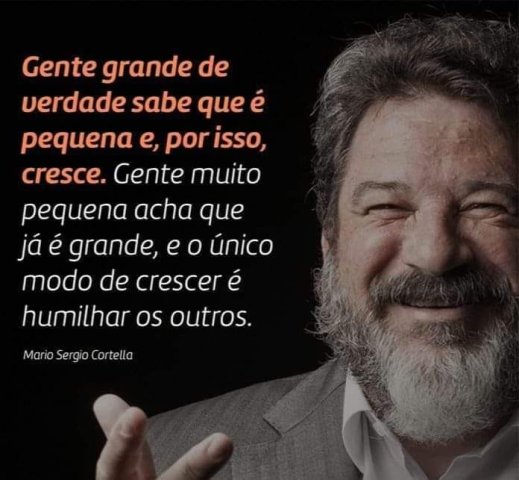 Gente grande de
verdade sabe que é
pequena e, por isso,
cresce. Gente muito
pequena acha que
já é grande, e o único
modo de crescer é
humilhar os outros.
Mario Sergio Cortella